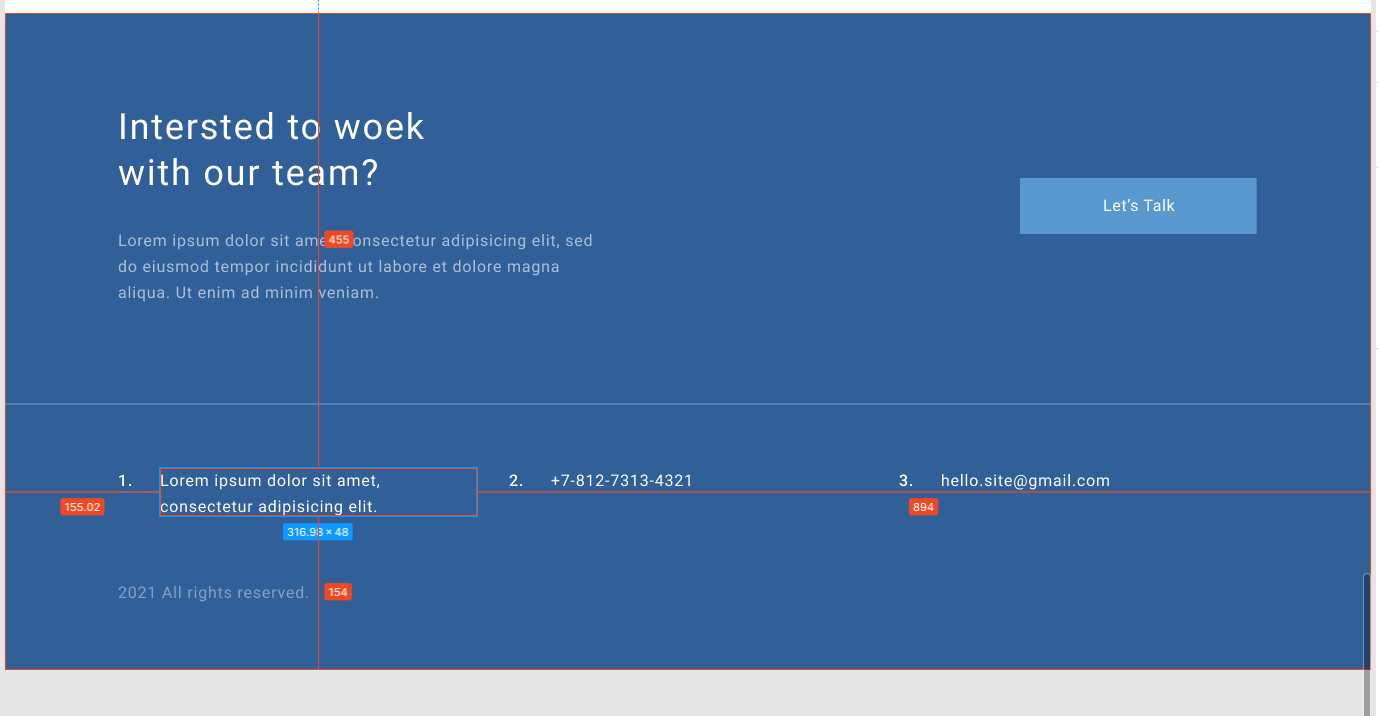 Intersted to woek
with our team?
Let’s Talk
Lorem ipsum dolor sit ame 455 onsectetur adipisicing elit, sed
do eiusmod tempor incididunt ut labore et dolore magna
aliqua. Ut enim ad minim veniam.
1. Lorem ipsum dolor sit amet, 2. +7-812-7313-4321 3. hello.site@gmail.com
155.02 consectetur adipisicing elit. 894
316.98 × 48
2021 All rights reserved. 154